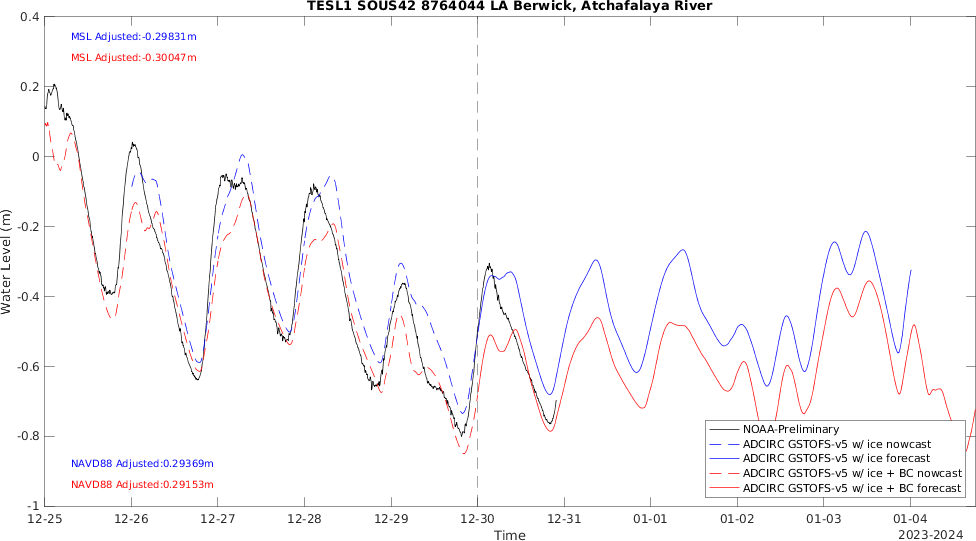 TESL1 SOUS42 8764044 LA Berwick, Atchafalaya River
MSL Adjusted:-0.29831m
MSL Adjusted:-0.30047m
0.4
0.2
0
-0.2
-0.4
-0.6
-0.8
-1
Water Level (m)
NAVD88 Adjusted:0.29369m
NAVD88 Adjusted:0.29153m
NOAA-Preliminary
ADCIRC GSTOFS-v5 w/ ice nowcast
ADCIRC GSTOFS-v5 w/ ice forecast
ADCIRC GSTOFS-v5 w/ ice + BC nowcast
ADCIRC GSTOFS-v5 w/ ice + BC forecast
12-25 12-26 12-27 12-28 12-29 12-30 12-31 01-01 01-02 01-03 01-04
Time
2023-2024